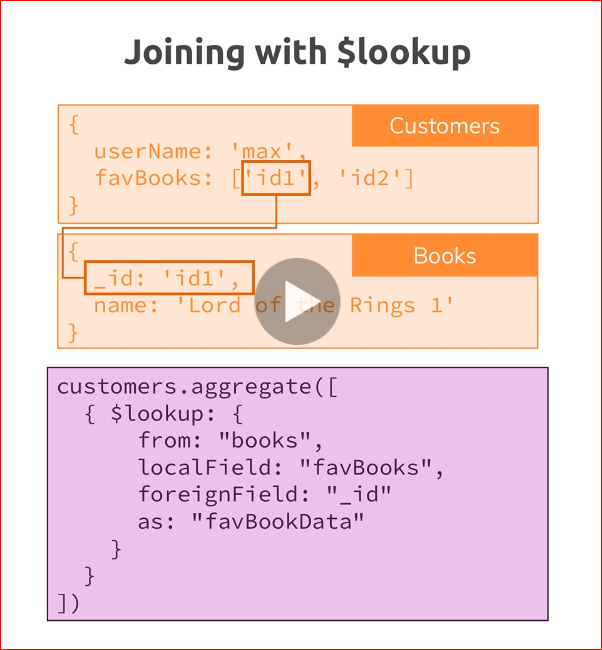 Joining with $lookup
Customers
{
userName: 'max',
favBooks: ['id1', 'id2']
}
Books
{
_id: 'id1',
name: 'Lord of the Rings 1'
}
customers.aggregate([
{ $lookup: {
from: "books",
localField: "favBooks",
foreignField: "_id"
as: "favBookData"
}
}
])